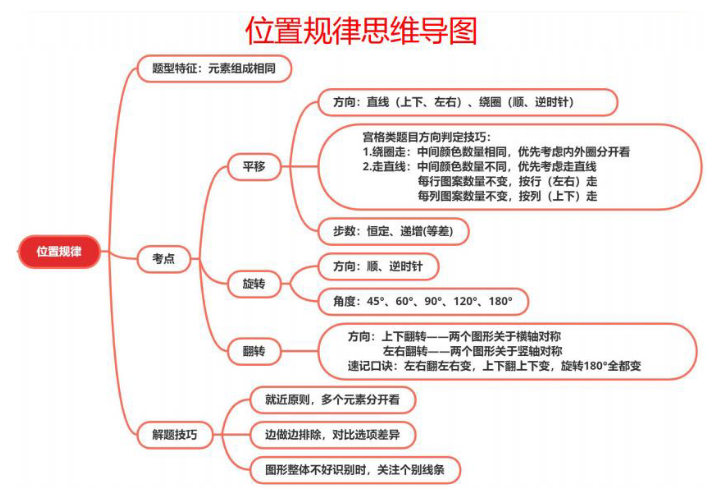 位置规律思维导图
位置规律
题型特征：元素组成相同
考点
平移
方向：直线（上下、左右）、绕圈（顺、逆时针）
宫格类题目方向判定技巧：
1.绕圈走：中间颜色数量相同，优先考虑内外圈分开看
2.走直线：中间颜色数量不同，优先考虑走直线
每行图案数量不变，按行（左右）走
每列图案数量不变，按列（上下）走
步数：恒定、递增(等差)
旋转
方向：顺、逆时针
角度：45°、60°、90°、120°、180°
翻转
方向：上下翻转——两个图形关于横轴对称
左右翻转——两个图形关于竖轴对称
速记口诀：左右翻左右变，上下翻上下变，旋转180°全都变
解题技巧
就近原则，多个元素分开看
边做边排除，对比选项差异
图形整体不好识别时，关注个别线条